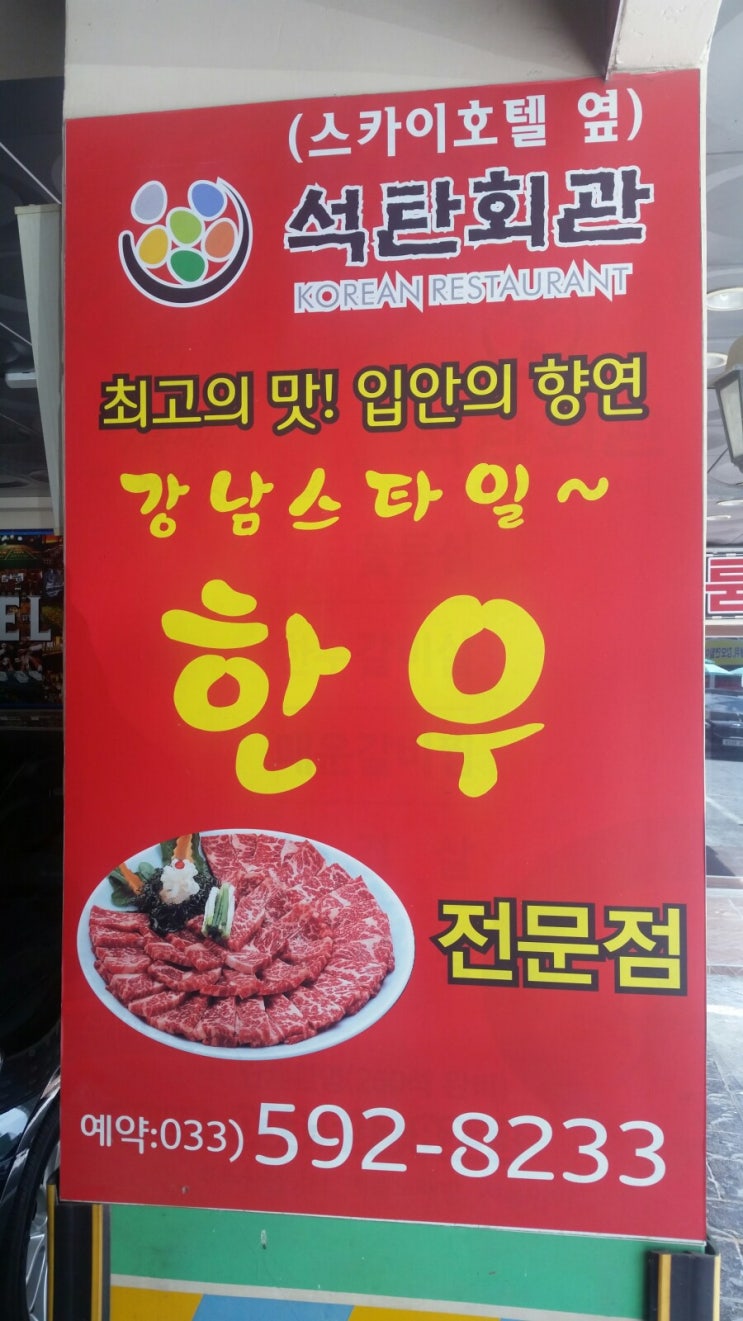 (스카이호텔 옆)
석탄회관
KOREAN RESTAURANT
최고의 맛! 입안의 향연
강남스타일~
한우
전문점
예약:033) 592-8233
EL